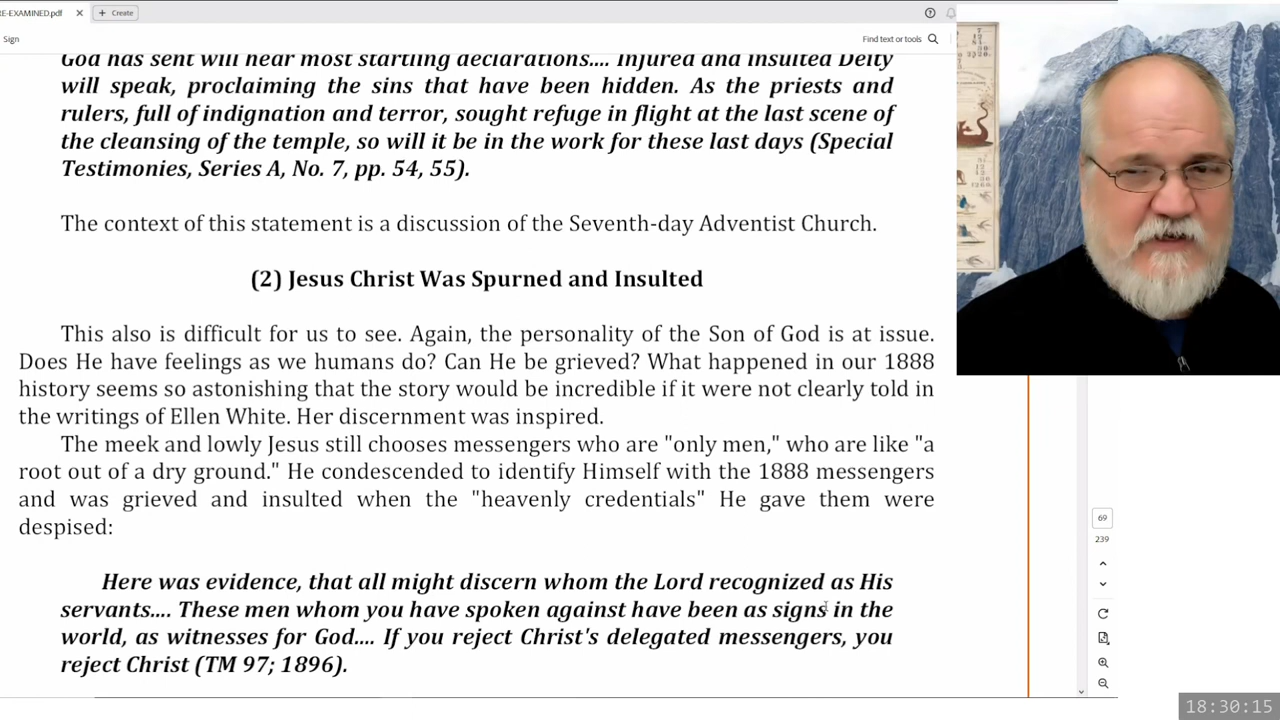 RE-EXAMINED.pdf
Create
Sign
Find text or tools
God has sent will hear most startling declarations.... Injured and insulted Deity
will speak, proclaiming the sins that have been hidden. As the priests and
rulers, full of indignation and terror, sought refuge in flight at the last scene of
the cleansing of the temple, so will it be in the work for these last days (Special
Testimonies, Series A, No. 7, pp. 54, 55).
The context of this statement is a discussion of the Seventh-day Adventist Church.
(2) Jesus Christ Was Spurned and Insulted
This also is difficult for us to see. Again, the personality of the Son of God is at issue.
Does He have feelings as we humans do? Can He be grieved? What happened in our 1888
history seems so astonishing that the story would be incredible if it were not clearly told in
the writings of Ellen White. Her discernment was inspired.
The meek and lowly Jesus still chooses messengers who are "only men," who are like "a
root out of a dry ground." He condescended to identify Himself with the 1888 messengers
and was grieved and insulted when the "heavenly credentials" He gave them were
despised:
Here was evidence, that all might discern whom the Lord recognized as His
servants.... These men whom you have spoken against have been as signs in the
world, as witnesses for God.... If you reject Christ's delegated messengers, you
reject Christ (TM 97; 1896).
69
239
18:30:15